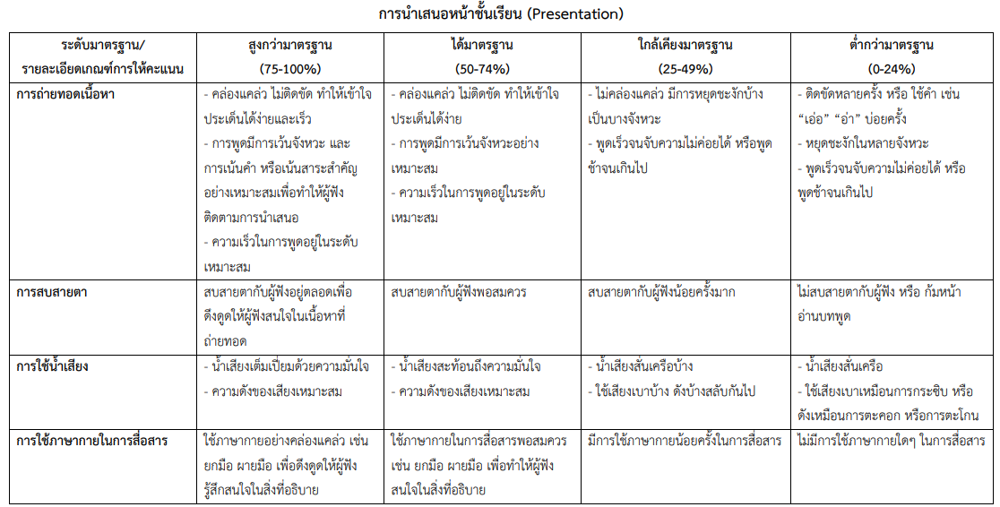 การนำเสนอหน้าชั้นเรียน (Presentation)
ระดับมาตรฐาน/
รายละเอียดเกณฑ์การให้คะแนน
สูงกว่ามาตรฐาน
(75-100%)
ได้มาตรฐาน
(50-74%)
ใกล้เคียงมาตรฐาน
(25-49%)
ต่ำกว่ามาตรฐาน
(0-24%)
การถ่ายทอดเนื้อหา
- คล่องแคล่ว ไม่ติดขัด ทำให้เข้าใจ
ประเด็นได้ง่ายและเร็ว
- การพูดมีการเว้นจังหวะ และ
การเน้นคำ หรือเน้นสาระสำคัญ
อย่างเหมาะสมเพื่อทำให้ผู้ฟัง
ติดตามการนำเสนอ
- ความเร็วในการพูดอยู่ในระดับ
เหมาะสม
- คล่องแคล่ว ไม่ติดขัด ทำให้เข้าใจ
ประเด็นได้ง่าย
- การพูดมีการเว้นจังหวะอย่าง
เหมาะสม
- ความเร็วในการพูดอยู่ในระดับ
เหมาะสม
- ไม่คล่องแคล่ว มีการหยุดชะงักบ้าง
เป็นบางจังหวะ
- พูดเร็วจนจับความไม่ค่อยได้ หรือพูด
ช้าจนเกินไป
- ติดขัดหลายครั้ง หรือ ใช้คำ เช่น
“เอ่อ” “อ่า” บ่อยครั้ง
- หยุดชะงักในหลายจังหวะ
- พูดเร็วจนจับความไม่ค่อยได้ หรือ
พูดช้าจนเกินไป
การสบสายตา
สบสายตากับผู้ฟังอยู่ตลอดเพื่อ
ดึงดูดให้ผู้ฟังสนใจในเนื้อหาที่
ถ่ายทอด
สบสายตากับผู้ฟังพอสมควร
สบสายตากับผู้ฟังน้อยครั้งมาก
ไม่สบสายตากับผู้ฟัง หรือ ก้มหน้า
อ่านบทพูด
การใช้น้ำเสียง
- น้ำเสียงเต็มเปี่ยมด้วยความมั่นใจ
- ความดังของเสียงเหมาะสม
- น้ำเสียงสะท้อนถึงความมั่นใจ
- ความดังของเสียงเหมาะสม
- น้ำเสียงสั่นเครือบ้าง
- ใช้เสียงเบาบ้าง ดังบ้างสลับกันไป
- น้ำเสียงสั่นเครือ
- ใช้เสียงเบาเหมือนการกระซิบ หรือ
ดังเหมือนการตะคอก หรือการตะโกน
การใช้ภาษากายในการสื่อสาร
ใช้ภาษากายอย่างคล่องแคล่ว เช่น
ยกมือ ผายมือ เพื่อดึงดูดให้ผู้ฟัง
รู้สึกสนใจในสิ่งที่อธิบาย
ใช้ภาษากายในการสื่อสารพอสมควร
เช่น ยกมือ ผายมือ เพื่อทำให้ผู้ฟัง
สนใจในสิ่งที่อธิบาย
มีการใช้ภาษากายน้อยครั้งในการสื่อสาร
ไม่มีการใช้ภาษากายใดๆ ในการสื่อสาร